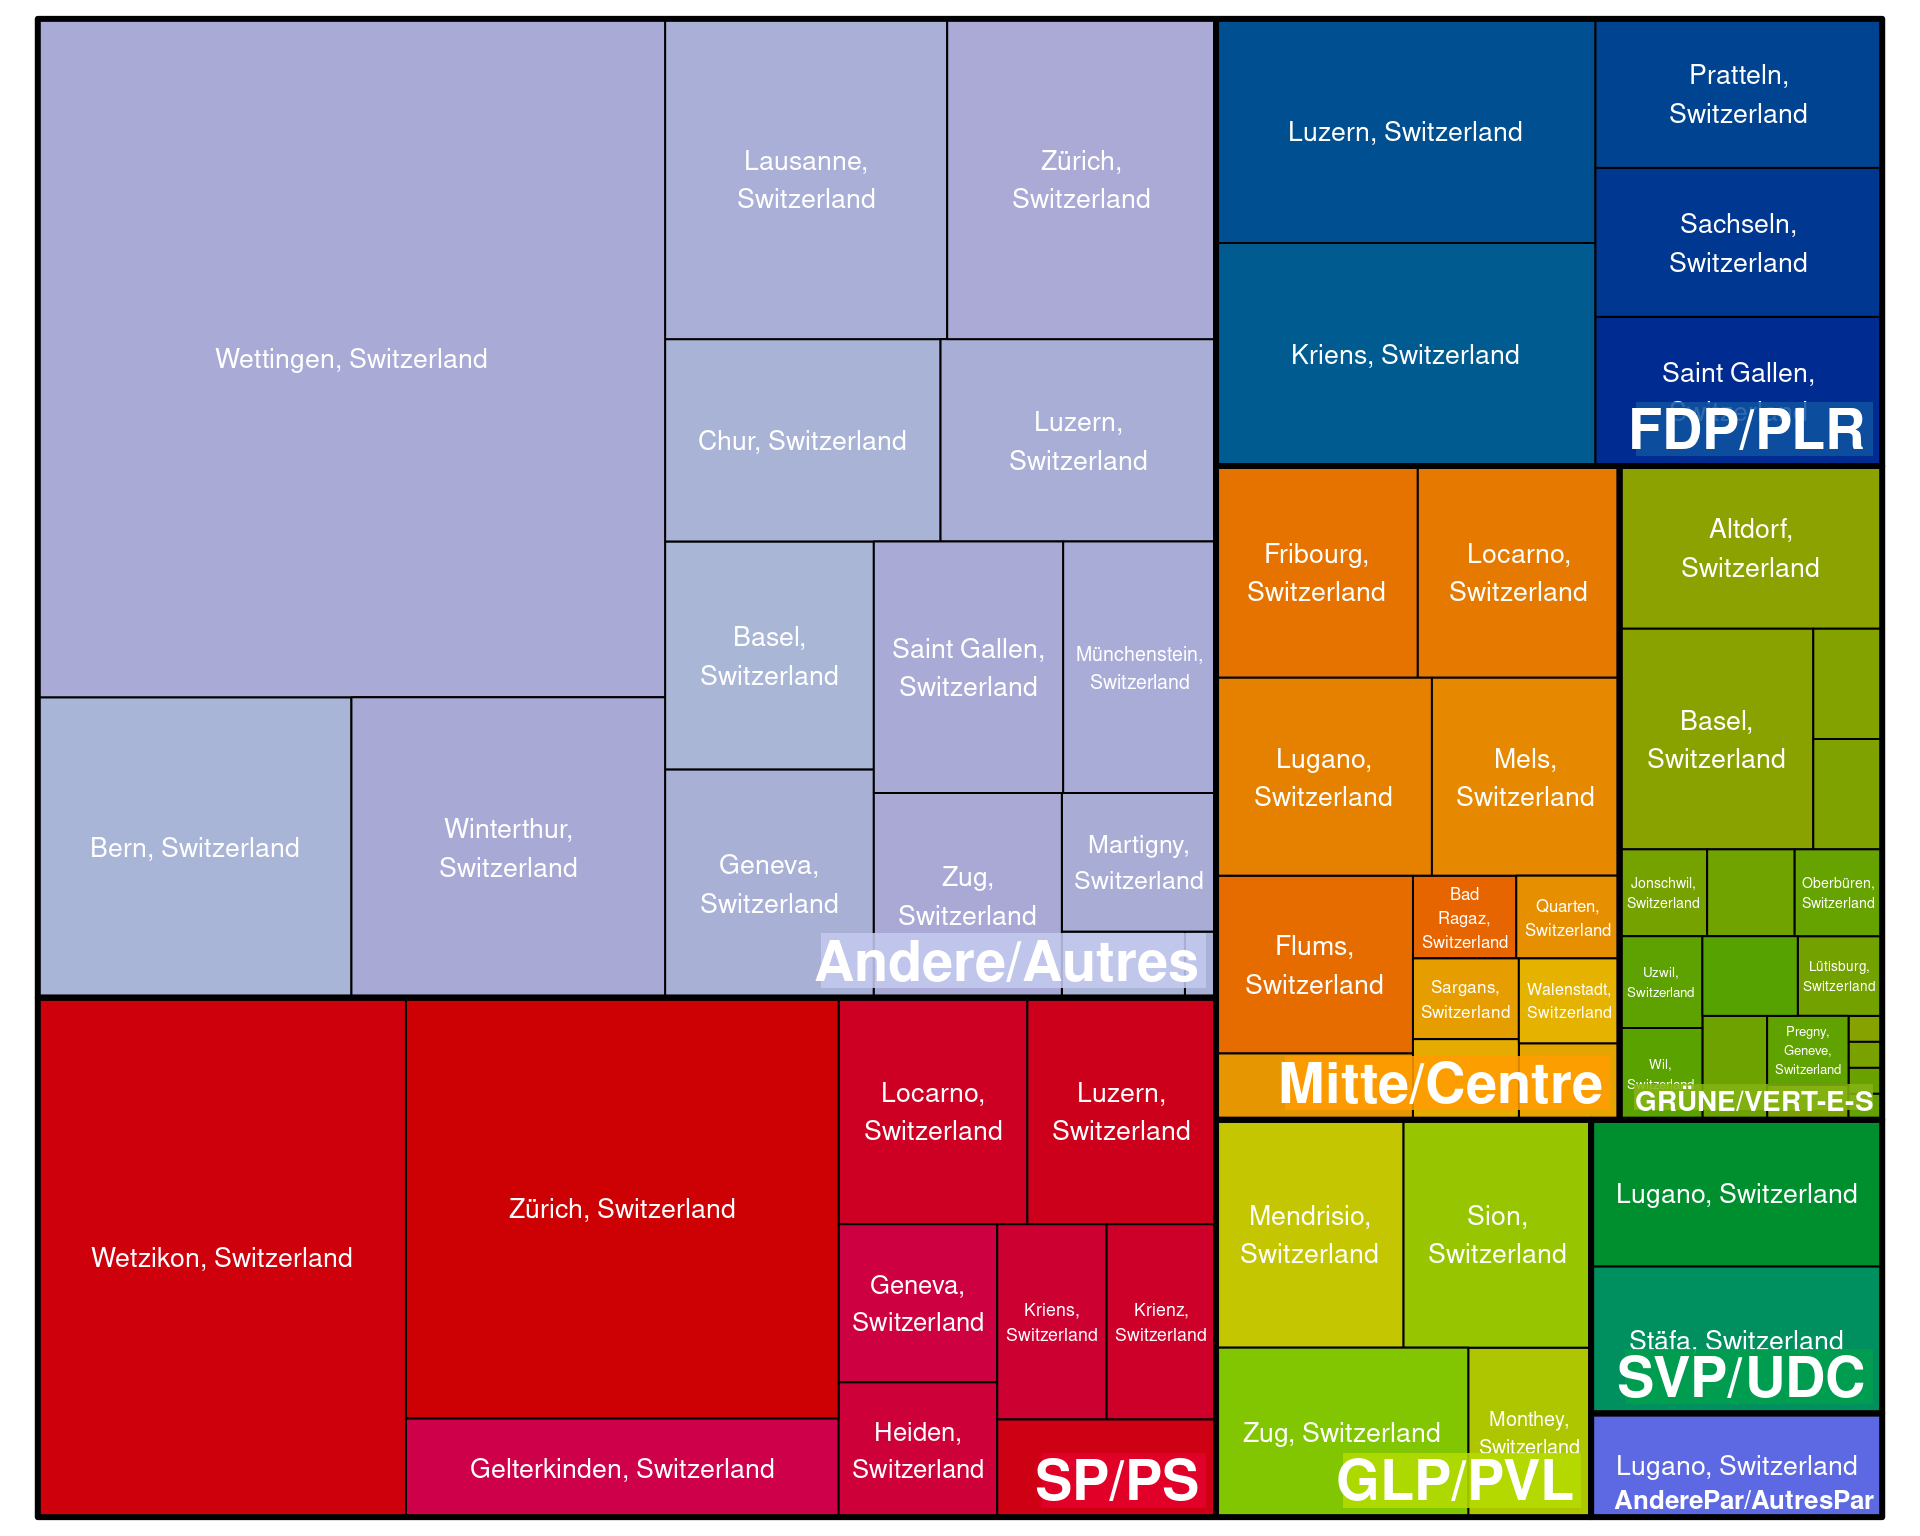 Wettingen, Switzerland
Lausanne,
Switzerland
Zürich,
Switzerland
Chur, Switzerland
Luzern,
Switzerland
Basel,
Switzerland
Saint Gallen,
Switzerland
Münchenstein,
Switzerland
Bern, Switzerland
Winterthur,
Switzerland
Geneva,
Switzerland
Zug,
Switzerland
Martigny,
Switzerland
Andere/Autres
Wetzikon, Switzerland
Zürich, Switzerland
Gelterkinden, Switzerland
Locarno,
Switzerland
Luzern,
Switzerland
Geneva,
Switzerland
Kriens,
Switzerland
Krienz,
Switzerland
Heiden,
Switzerland
SP/PS
Luzern, Switzerland
Kriens, Switzerland
Pratteln,
Switzerland
Sachseln,
Switzerland
Saint Gallen,
Switzerland
FDP/PLR
Fribourg,
Switzerland
Locarno,
Switzerland
Lugano,
Switzerland
Mels,
Switzerland
Flums,
Switzerland
Bad
Ragaz,
Switzerland
Quarten,
Switzerland
Sargans,
Switzerland
Walenstadt,
Switzerland
Mitte/Centre
Altdorf,
Switzerland
Basel,
Switzerland
Jonschwil,
Switzerland
Oberbüren,
Switzerland
Uzwil,
Switzerland
Lütisburg,
Switzerland
Pregny,
Geneve,
Switzerland
Wil,
Switzerland
GRÜNE/VERT-E-S
Mendrisio,
Switzerland
Sion,
Switzerland
Zug, Switzerland
Monthey,
Switzerland
GLP/PVL
Lugano, Switzerland
Stäfa, Switzerland
SVP/UDC
Lugano, Switzerland
AnderePar/AutresPar